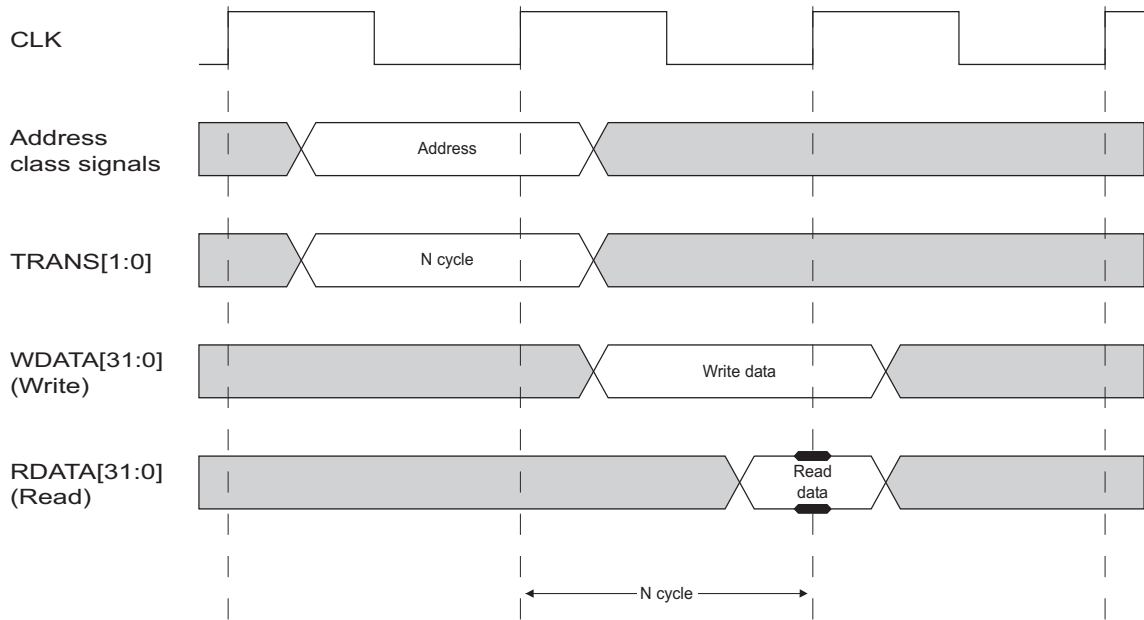 CLK
Address
class signals
Address
TRANS[1:0]
N cycle
WDATA[31:0]
(Write)
Write data
RDATA[31:0]
(Read)
Read
data
N cycle